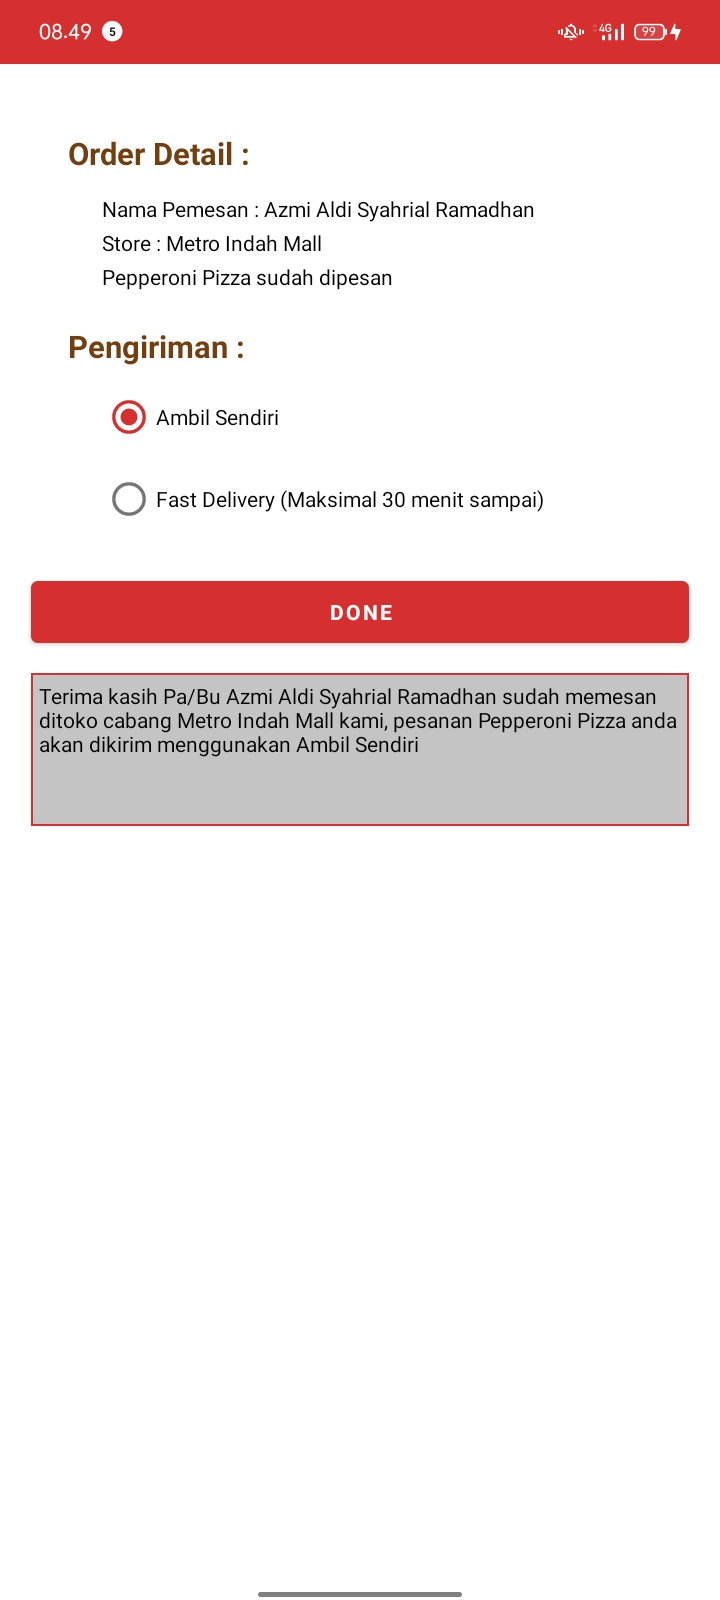 08.49 5 4G 99
Order Detail :
Nama Pemesan : Azmi Aldi Syahrial Ramadhan
Store : Metro Indah Mall
Pepperoni Pizza sudah dipesan
Pengiriman :
Ambil Sendiri
Fast Delivery (Maksimal 30 menit sampai)
DONE
Terima kasih Pa/Bu Azmi Aldi Syahrial Ramadhan sudah memesan
ditoko cabang Metro Indah Mall kami, pesanan Pepperoni Pizza anda
akan dikirim menggunakan Ambil Sendiri